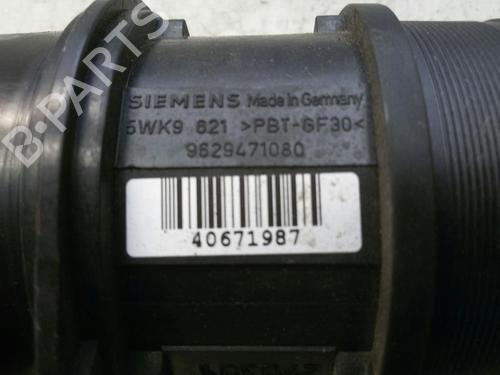 B-PARTS
SIEMENS Made in Germany
5WK9 621 >PBT-GF30<
9629471080
40671987